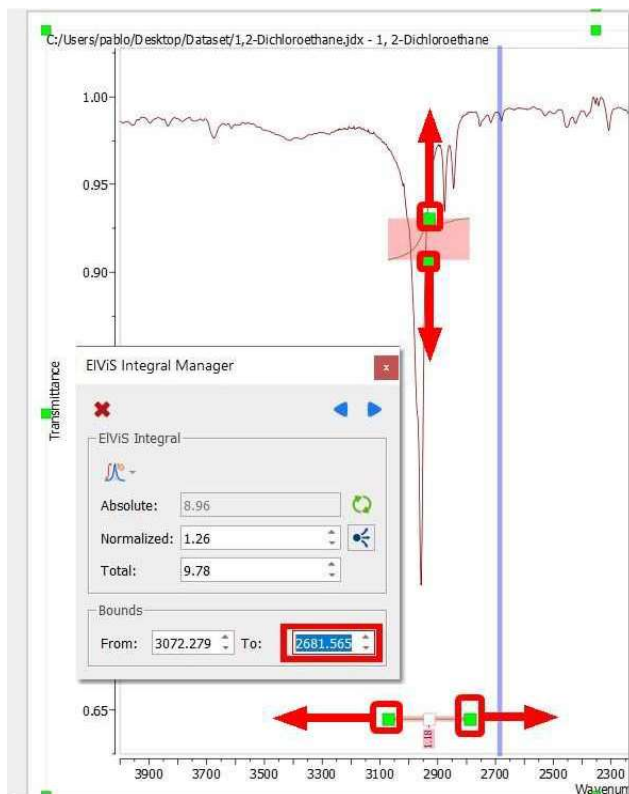 C:/Users/pablo/Desktop/Dataset/1,2-Dichloroethane.jdx - 1, 2-Dichloroethane
1.00
0.95
0.90
Transmittance
ElViS Integral Manager
x
ElViS Integral
Absolute: 8.96
Normalized: 1.26
Total: 9.78
Bounds
From: 3072.279 To: 2681.565
0.65
1.18
3900 3700 3500 3300 3100 2900 2700 2500 2300
Wavenum